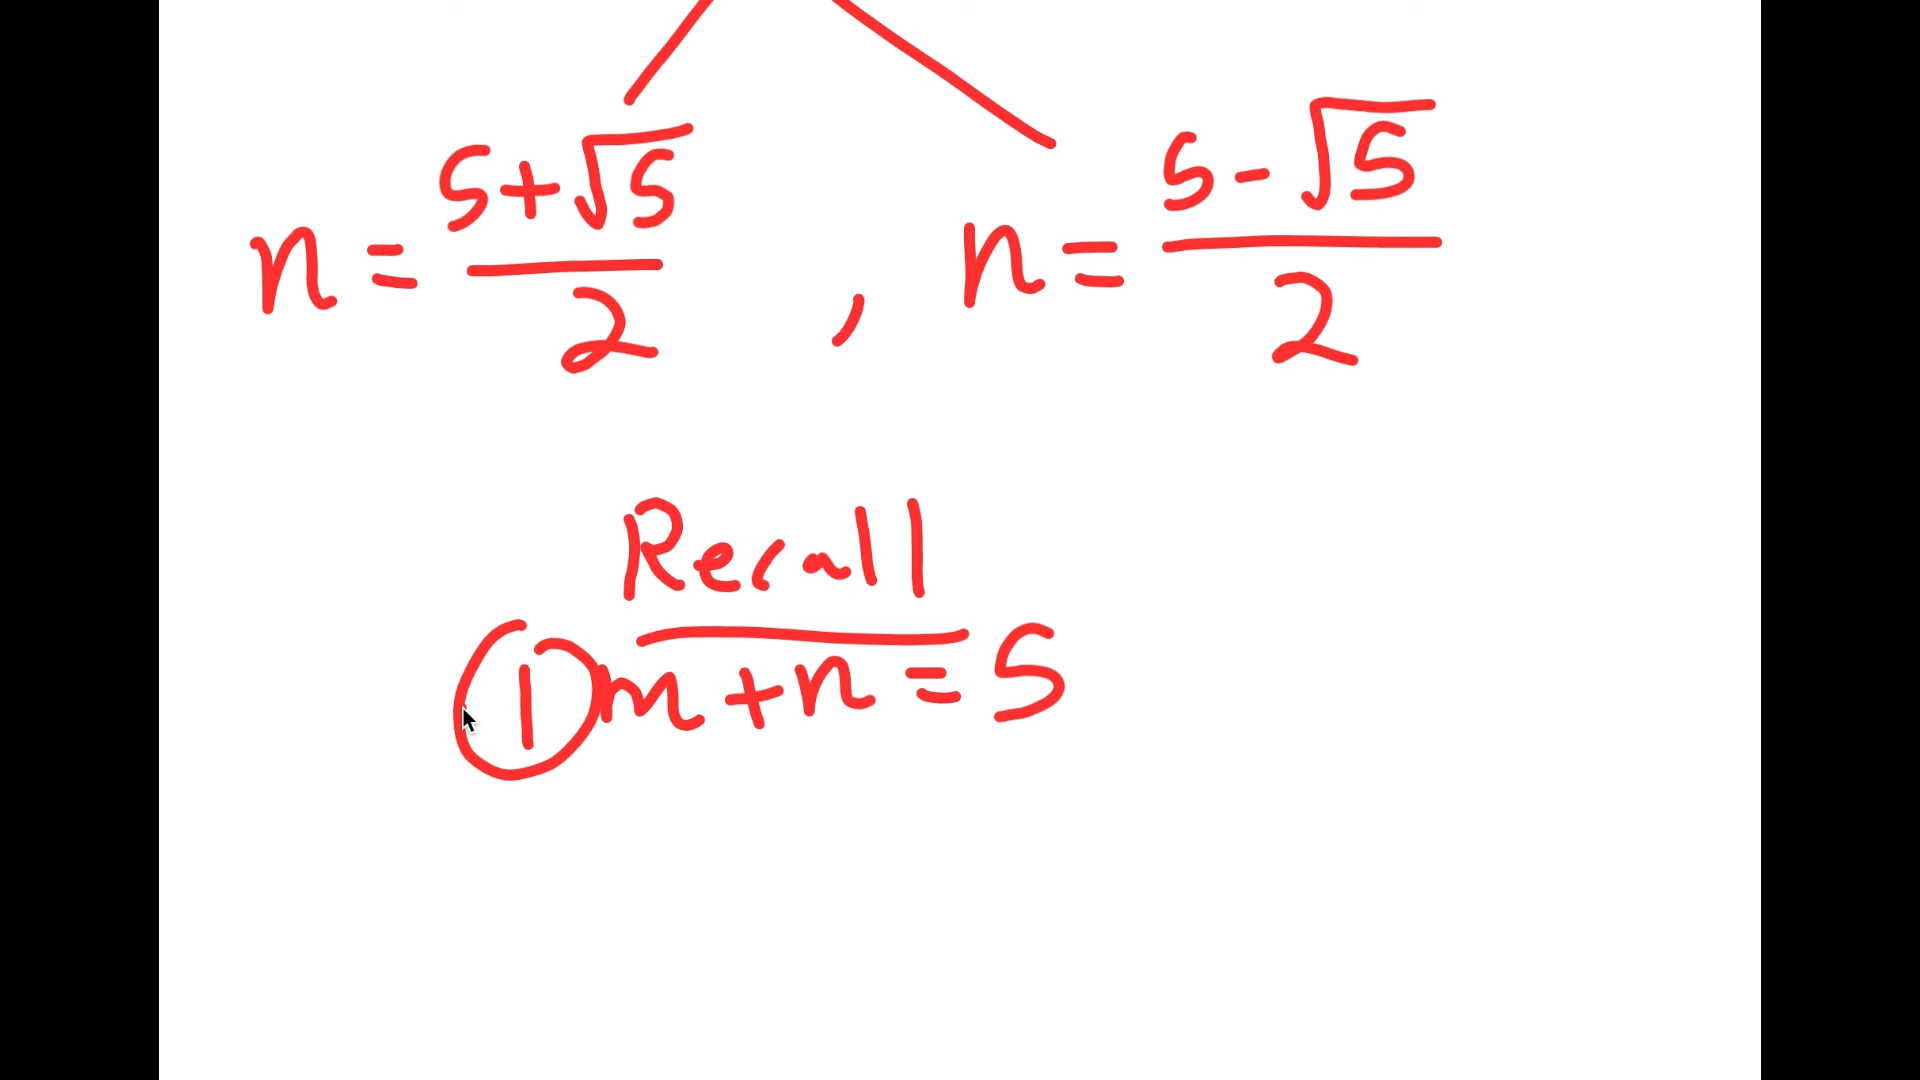 n = 5+√5 / 2 , n = 5-√5 / 2
Recall
① m + n = 5